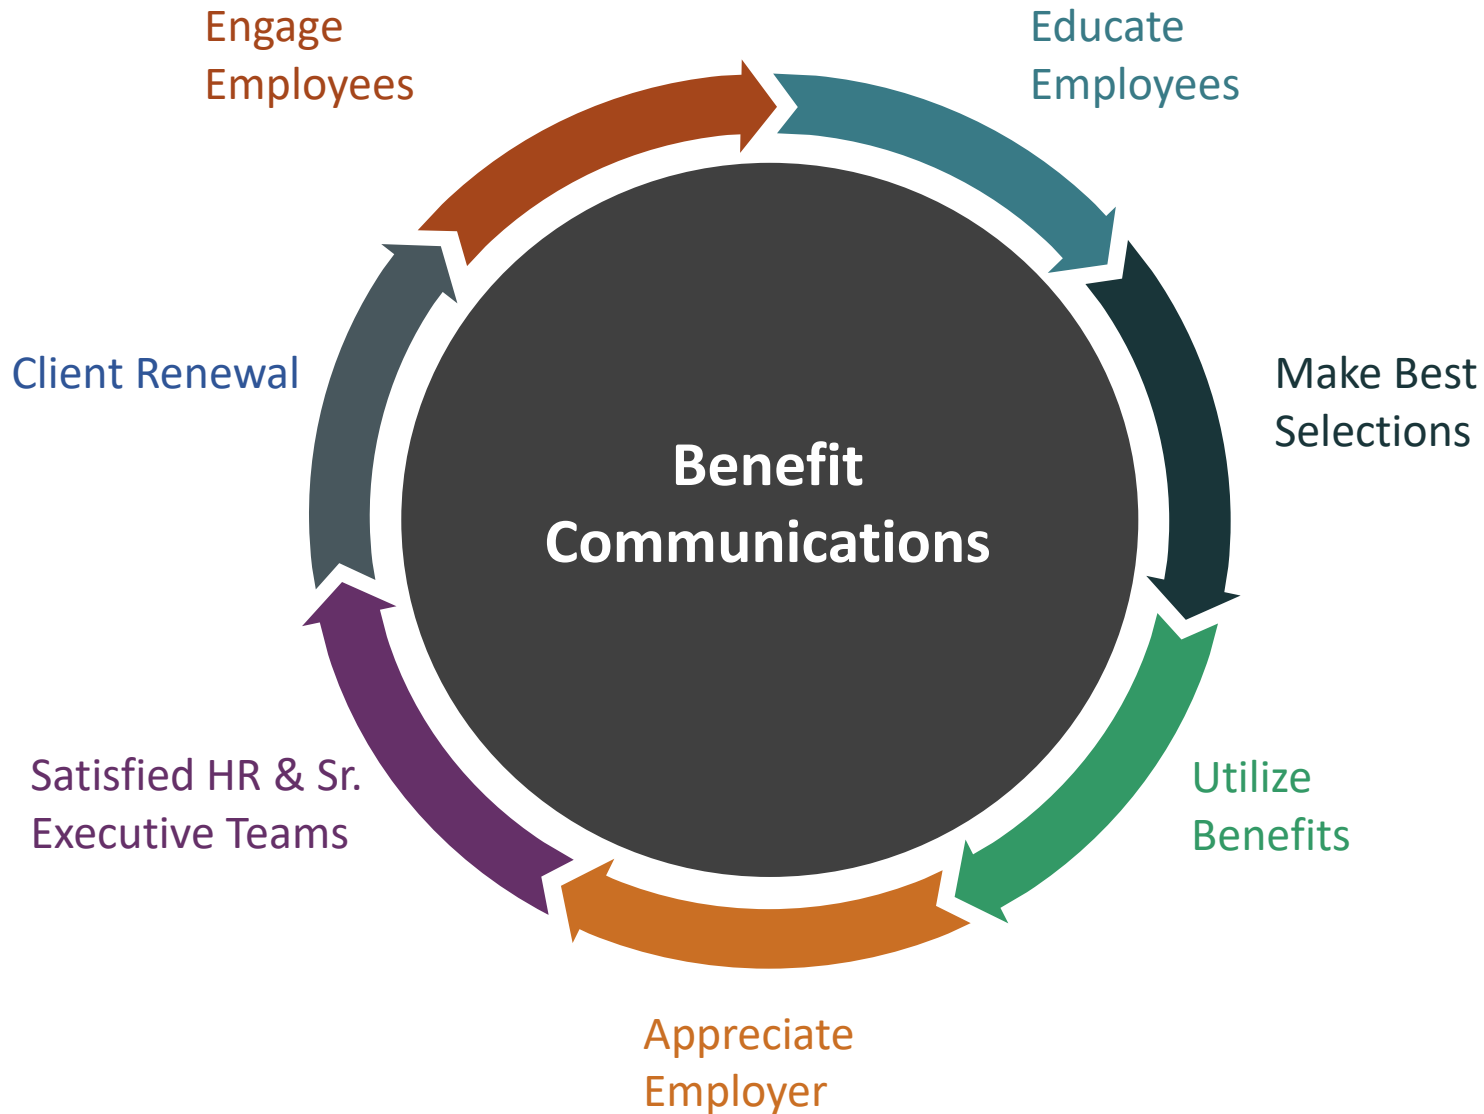 Engage
Employees
Educate
Employees
Client Renewal
Make Best
Selections
Benefit
Communications
Satisfied HR & Sr.
Executive Teams
Utilize
Benefits
Appreciate
Employer